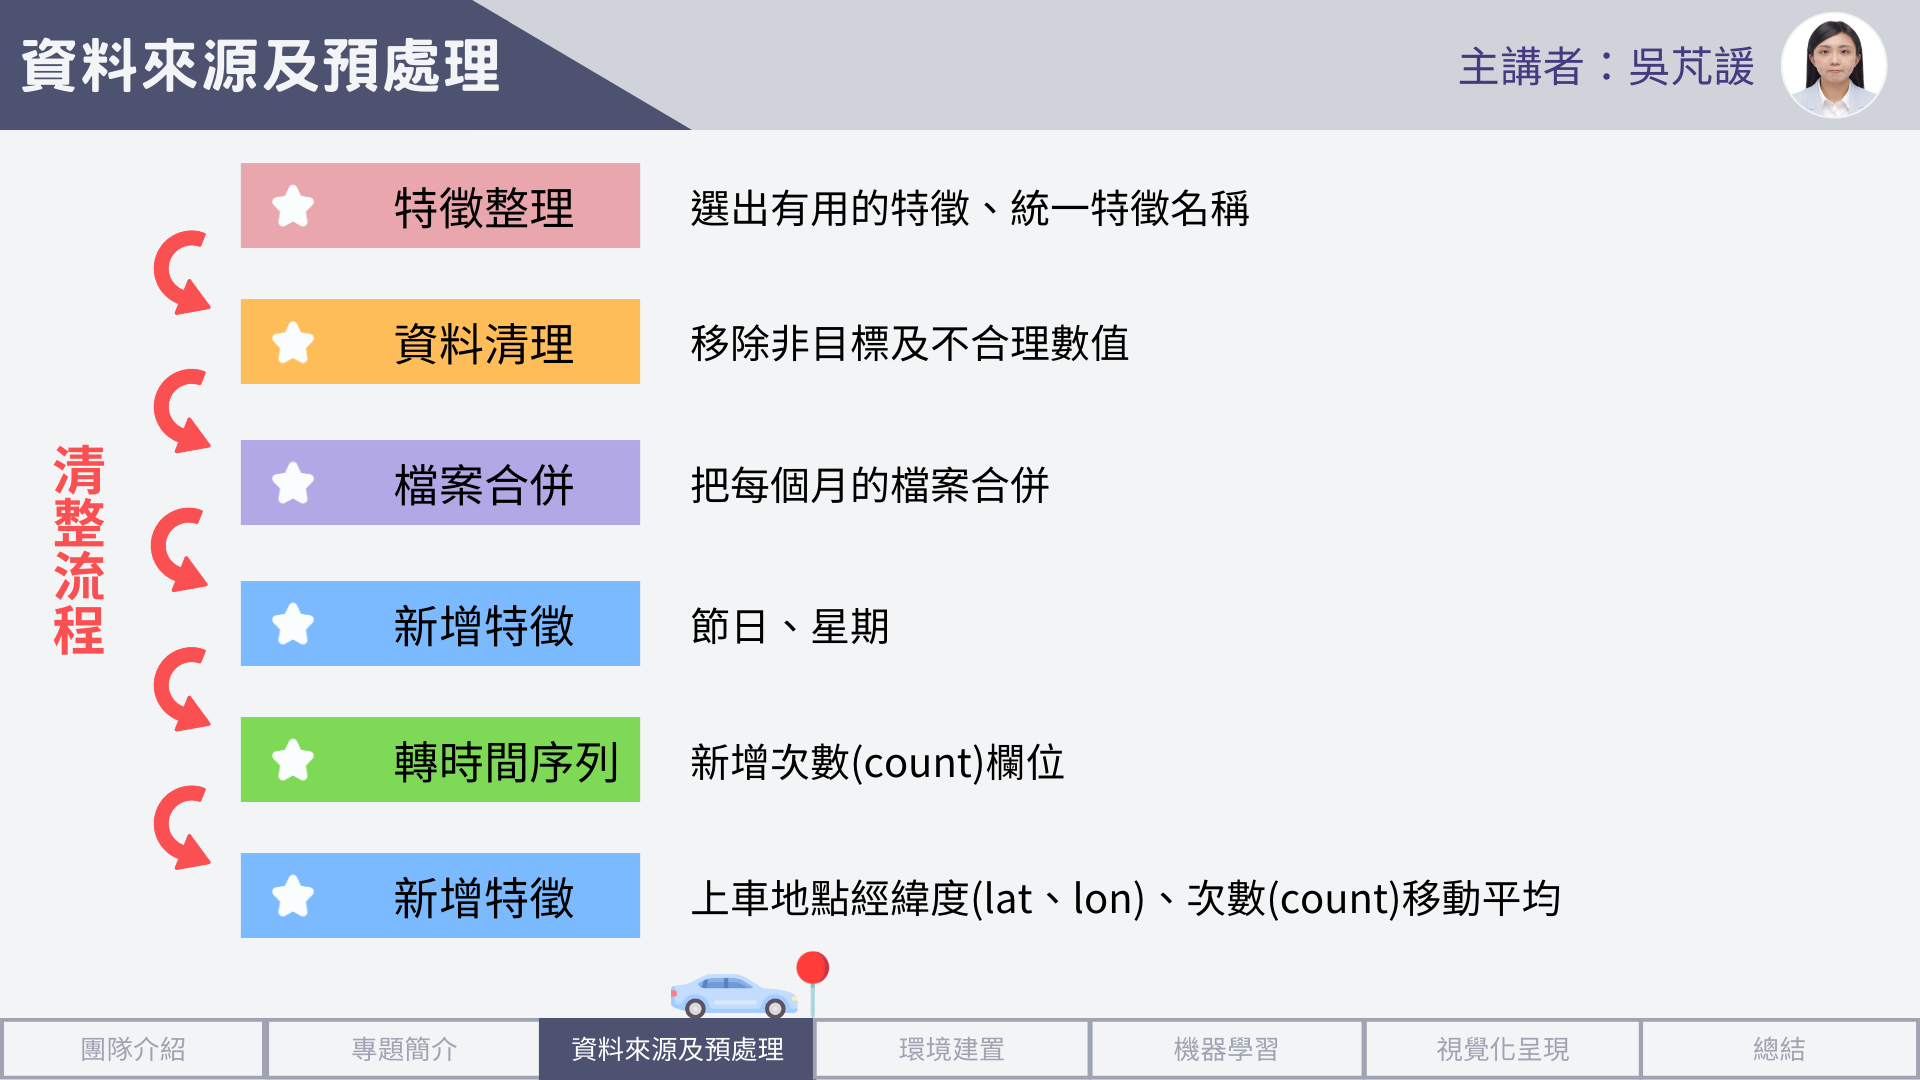 資料來源及預處理
主講者：吳芃諼
清整流程
特徵整理
選出有用的特徵、統一特徵名稱
資料清理
移除非目標及不合理數值
檔案合併
把每個月的檔案合併
新增特徵
節日、星期
轉時間序列
新增次數(count)欄位
新增特徵
上車地點經緯度(lat、lon)、次數(count)移動平均
團隊介紹
專題簡介
資料來源及預處理
環境建置
機器學習
視覺化呈現
總結